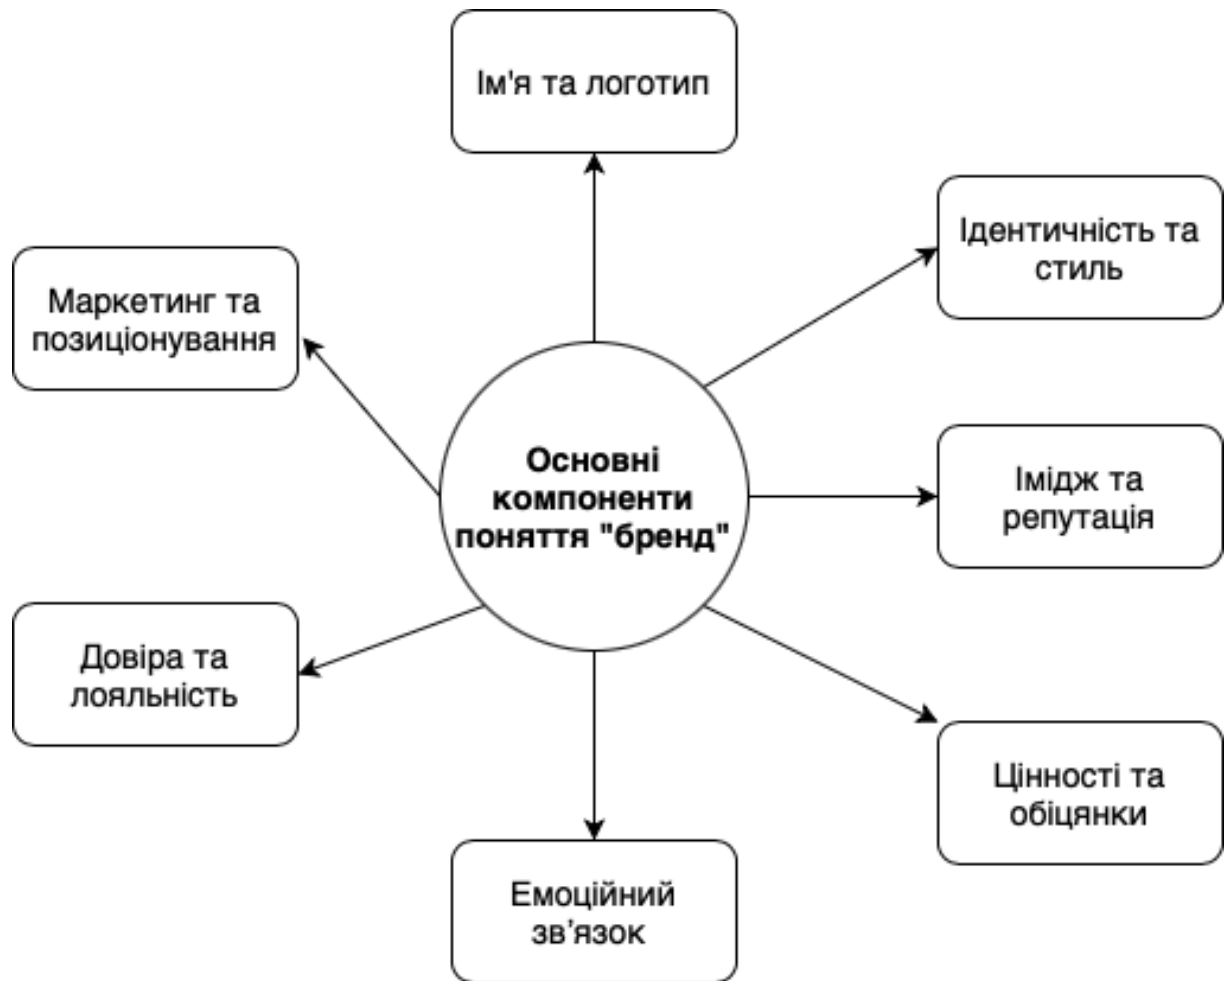 Ім'я та логотип
Ідентичність та
стиль
Маркетинг та
позиціонування
Основні
компоненти
поняття "бренд"
Імідж та
репутація
Довіра та
лояльність
Цінності та
обіцянки
Емоційний
зв’язок